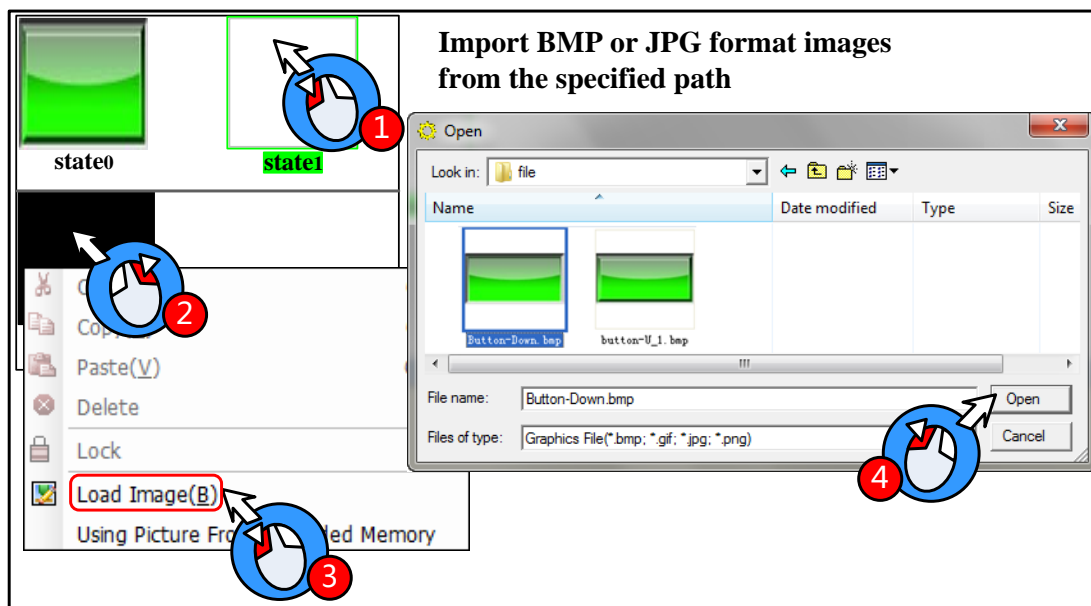 Import BMP or JPG format images
from the specified path
state0
state1
1
2
Paste(V)
Delete
Lock
Load Image(B)
Using Picture Memory
3
Open
Look in:
file
Name
Date modified
Type
Size
Button-Down.bmp
button-U_1.bmp
File name:
Button-Down.bmp
Open
Files of type:
Graphics File(*.bmp; *.gif; *.jpg; *.png)
Cancel
4